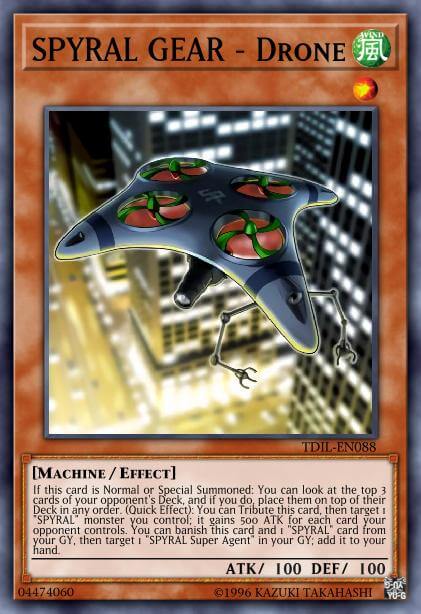 SPYRAL GEAR - DRONE
WIND
風
TDIL-EN088
[MACHINE / EFFECT]
If this card is Normal or Special Summoned: You can look at the top 3
cards of your opponent's Deck, and if you do, place them on top of their
Deck in any order. (Quick Effect): You can Tribute this card, then target 1
"SPYRAL" monster you control; it gains 500 ATK for each card your
opponent controls. You can banish this card and 1 "SPYRAL" card from
your GY, then target 1 "SPYRAL Super Agent" in your GY; add it to your
hand.
ATK/ 100 DEF/ 100
04474060
©1996 KAZUKI TAKAHASHI